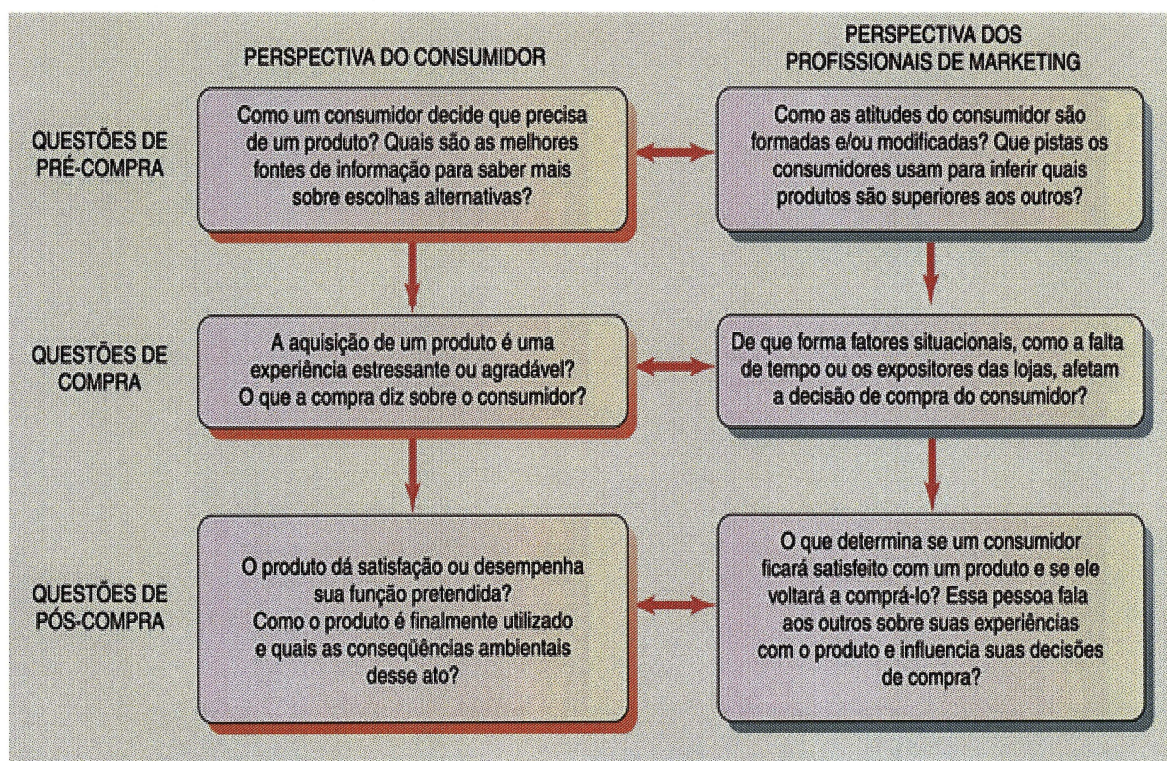 PERSPECTIVA DO CONSUMIDOR
PERSPECTIVA DOS
PROFISSIONAIS DE MARKETING
QUESTÕES DE
PRÉ-COMPRA
Como um consumidor decide que precisa
de um produto? Quais são as melhores
fontes de informação para saber mais
sobre escolhas alternativas?
Como as atitudes do consumidor são
formadas e/ou modificadas? Que pistas os
consumidores usam para inferir quais
produtos são superiores aos outros?
QUESTÕES DE
COMPRA
A aquisição de um produto é uma
experiência estressante ou agradável?
O que a compra diz sobre o consumidor?
De que forma fatores situacionais, como a falta
de tempo ou os expositores das lojas, afetam
a decisão de compra do consumidor?
QUESTÕES DE
PÓS-COMPRA
O produto dá satisfação ou desempenha
sua função pretendida?
Como o produto é finalmente utilizado
e quais as conseqüências ambientais
desse ato?
O que determina se um consumidor
ficará satisfeito com um produto e se ele
voltará a comprá-lo? Essa pessoa fala
aos outros sobre suas experiências
com o produto e influencia suas decisões
de compra?